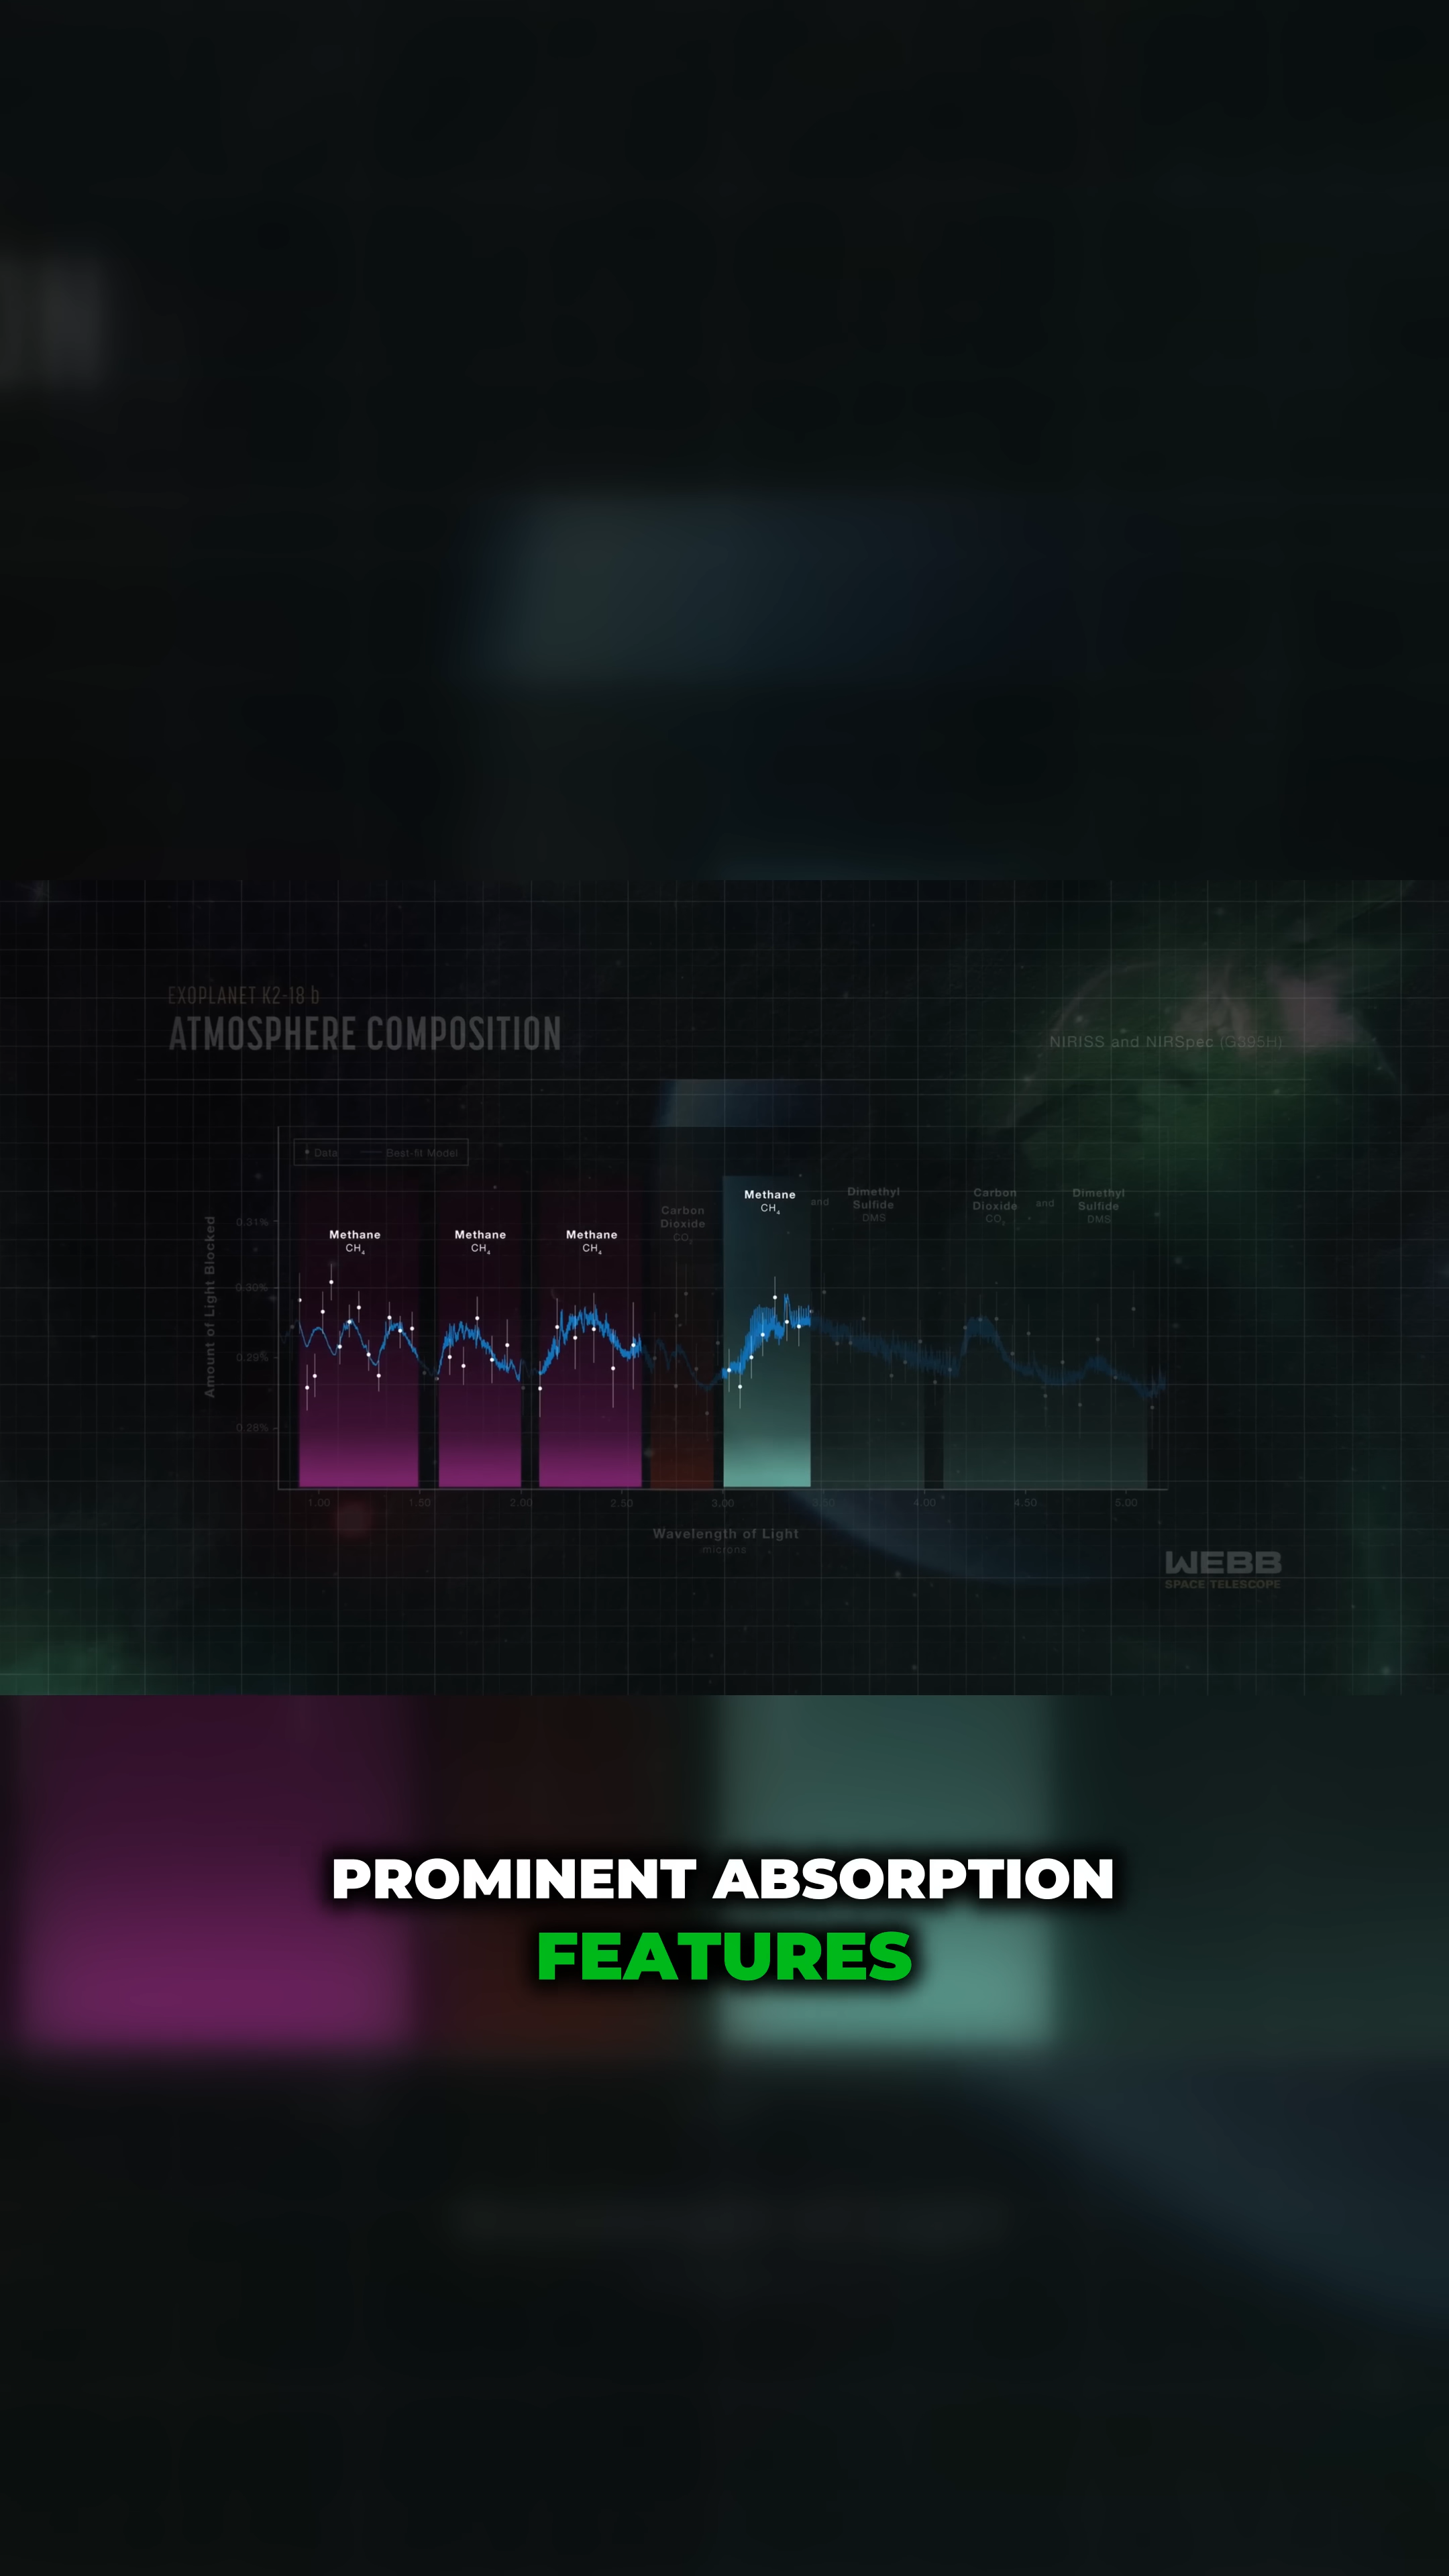 EXOPLANET K2-18 b
ATMOSPHERE COMPOSITION
NIRISS and NIRSpec (G395H)
Data
Best-fit Model
Methane
CH₄
Methane
CH₄
Methane
CH₄
Carbon
Dioxide
CO₂
Methane
CH₄
and
Dimethyl
Sulfide
DMS
Carbon
Dioxide
CO₂
and
Dimethyl
Sulfide
DMS
Amount of Light Blocked
0.31%
0.30%
0.29%
0.28%
1.00 1.50 2.00 2.50 3.00 3.50 4.00 4.50 5.00
Wavelength of Light
microns
WEBB
SPACE TELESCOPE
PROMINENT ABSORPTION
FEATURES